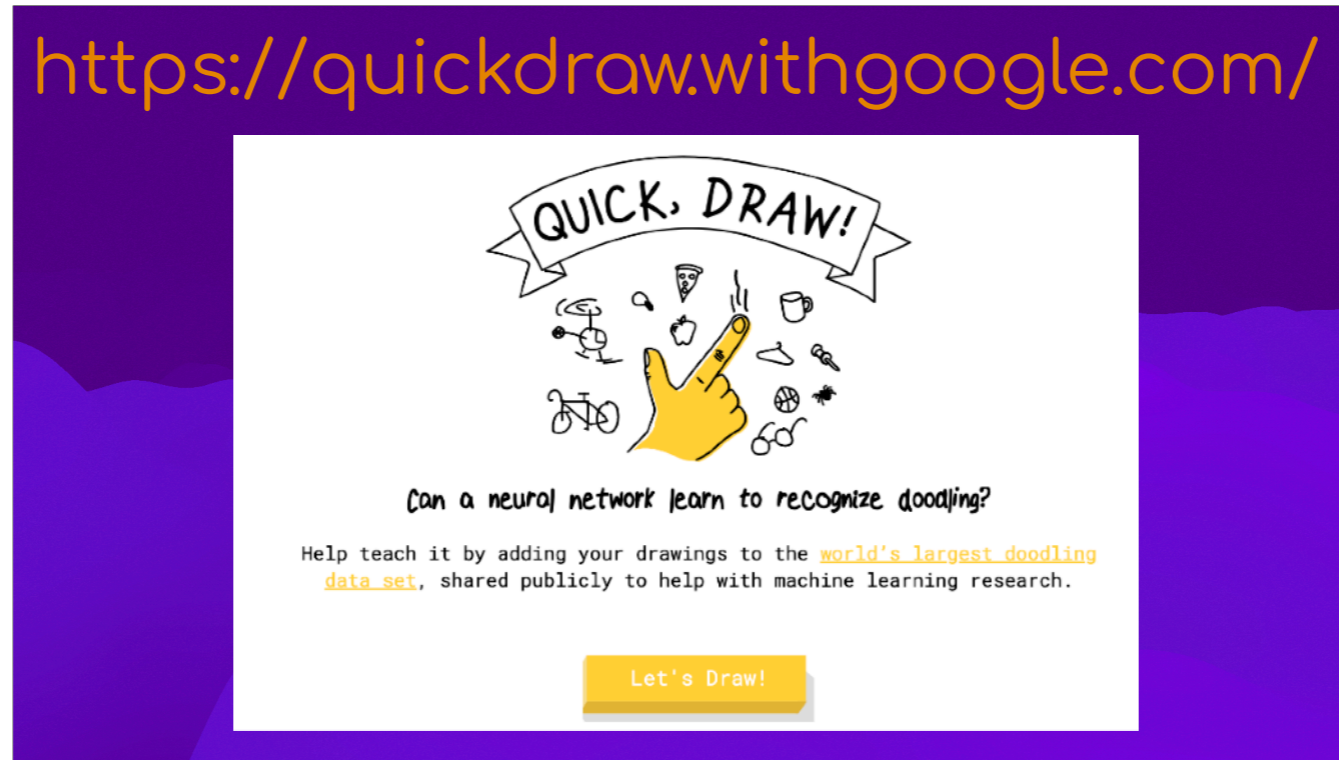 https://quickdraw.withgoogle.com/
QUICK, DRAW!
Can a neural network learn to recognize doodling?
Help teach it by adding your drawings to the world's largest doodling
data set, shared publicly to help with machine learning research.
Let's Draw!